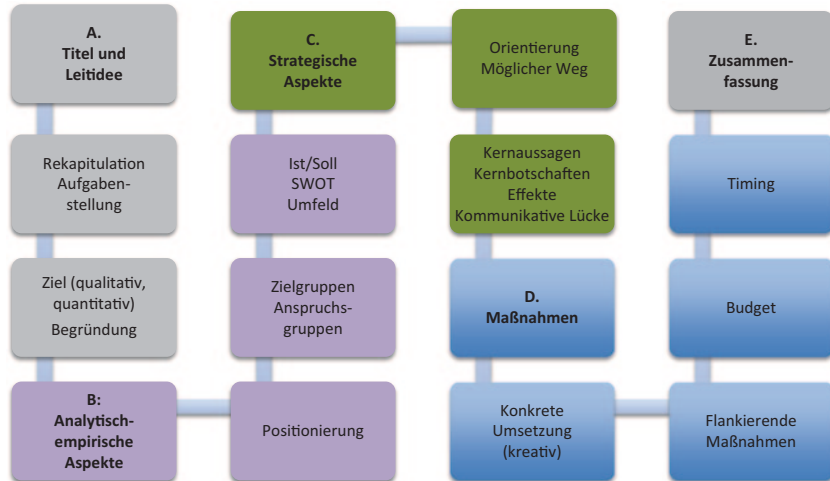 A.
Titel und
Leitidee
Rekapitulation
Aufgaben-
stellung
Ziel (qualitativ,
quantitativ)
Begründung
B:
Analytisch-
empirische
Aspekte
Positionierung
Zielgruppen
Anspruchs-
gruppen
Ist/Soll
SWOT
Umfeld
C.
Strategische
Aspekte
Orientierung
Möglicher Weg
Kernaussagen
Kernbotschaften
Effekte
Kommunikative Lücke
D.
Maßnahmen
Konkrete
Umsetzung
(kreativ)
Flankierende
Maßnahmen
Budget
Timing
E.
Zusammen-
fassung